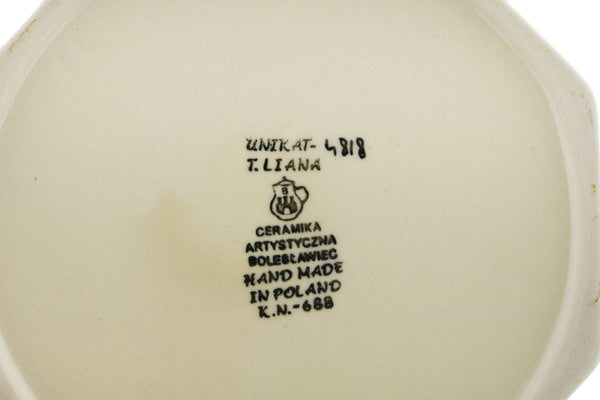 UNIKAT- 4818
T. LIANA
B
CERAMIKA
ARTYSTYCZNA
BOLESŁAWIEC
HAND MADE
IN POLAND
K.N.-688